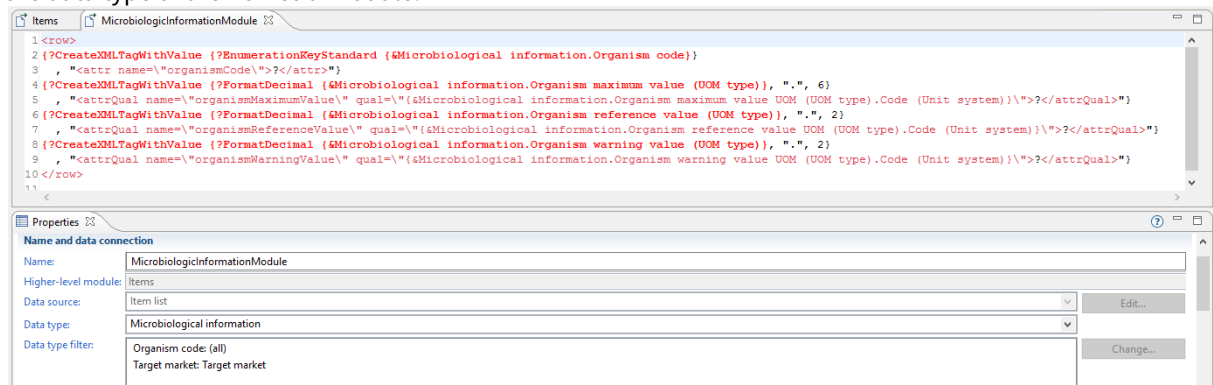 Items
MicrobiologicInformationModule
1 <row>
2 {?CreateXMLTagWithValue {?EnumerationKeyStandard {&Microbiological information.Organism code}}
3 , "<attr name=\"organismCode\">?</attr>"}
4 {?CreateXMLTagWithValue {?FormatDecimal {&Microbiological information.Organism maximum value (UOM type)}, ".", 6}
5 , "<attrQual name=\"organismMaximumValue\" qual=\"{&Microbiological information.Organism maximum value UOM (UOM type).Code (Unit system)}\">?</attrQual>"}
6 {?CreateXMLTagWithValue {?FormatDecimal {&Microbiological information.Organism reference value (UOM type)}, ".", 2}
7 , "<attrQual name=\"organismReferenceValue\" qual=\"{&Microbiological information.Organism reference value UOM (UOM type).Code (Unit system)}\">?</attrQual>"}
8 {?CreateXMLTagWithValue {?FormatDecimal {&Microbiological information.Organism warning value (UOM type)}, ".", 2}
9 , "<attrQual name=\"organismWarningValue\" qual=\"{&Microbiological information.Organism warning value UOM (UOM type).Code (Unit system)}\">?</attrQual>"}
10 </row>
11
Properties
Name and data connection
Name: MicrobiologicInformationModule
Higher-level module: Items
Data source: Item list Edit...
Data type: Microbiological information
Data type filter: Organism code: (all) Change...
Target market: Target market